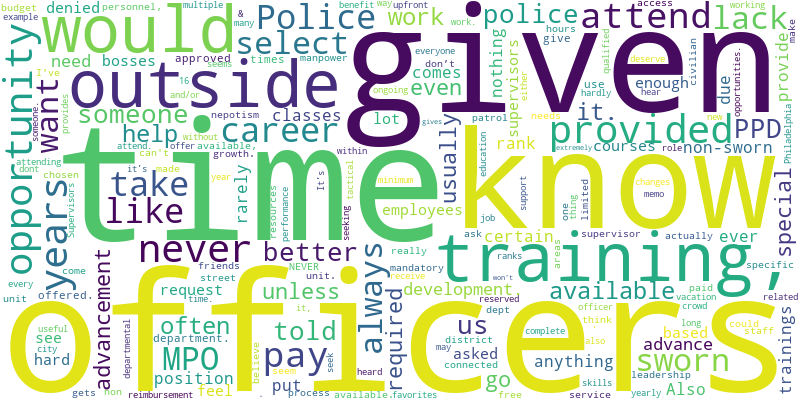 budget
denied
personnel,
multiple
benefit
way
upfront
access
working
example
many
&
Police
work
police
attend
lack
would
given
select
outside
need
bosses
approved
seems
times
manpower
everyone
don't
hours
give
nothing
supervisors
qualified
civilian
hear
deserve
opportunities.
provide
make
16
I've
want
someone.
provides
opportunity
someone
and/or
nepotism
classes
comes
even
enough
due
needs
either
use
hardly
it.
help
career
lot
ongoing
gives
patrol
provided
PPD
time
know
attending
dont
without
attend.
offer
available,
within
usually
rank
new
role
courses
non-sworn
extremely
Philadelphia
years
take
can't
it's
made
growth.
rarely
year
education
like
Supervisors
chosen
It's
tactical
minimum
employees
certain
job
support
one
thing
limited
changes
memo
special
never
better
resources
performance
seeking
really
ask
supervisor
actually
ever
areas
every
come
friends
NEVER
always
mandatory
ranks
training,
specific
unit
offered.
advancement
request
street
unit.
unless
receive
development.
won't
available
reserved
vacation
paid
crowd
related
officers
often
time.
told
it.
required
us
dept
officer
think
based
long
could
staff
trainings
useful
see
city
hard
department.
departmental
MPO
position
believe
pay
seek
heard
asked
district
may
connected
anything
complete
also
sworn
advance
leadership
yearly
Also
feel
seem
put
go
free
skills
service
gets
non
reimbursement
process
available.
favorites
work.